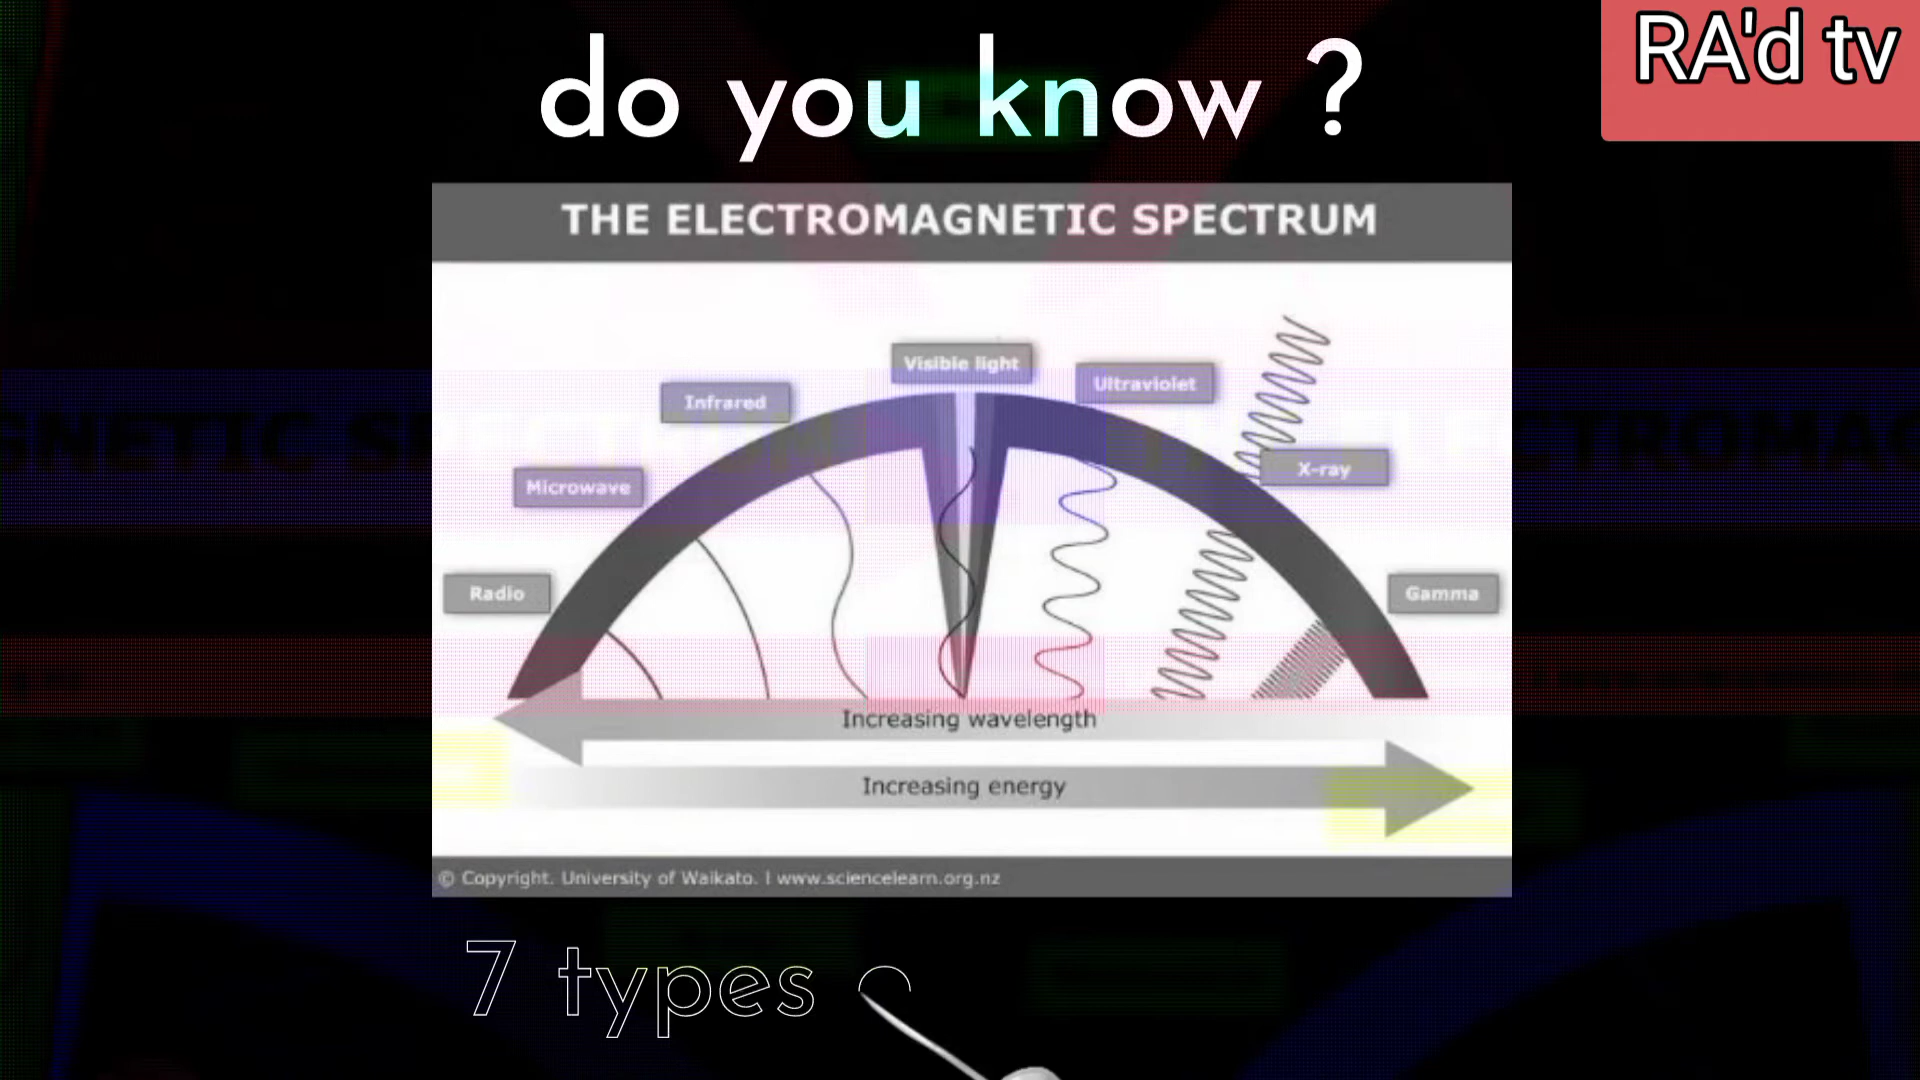 do you know ?
RA'd tv
THE ELECTROMAGNETIC SPECTRUM
Visible light
Ultraviolet
Infrared
X-ray
Microwave
Radio
Gamma
Increasing wavelength
Increasing energy
© Copyright. University of Waikato. | www.sciencelearn.org.nz
7 types